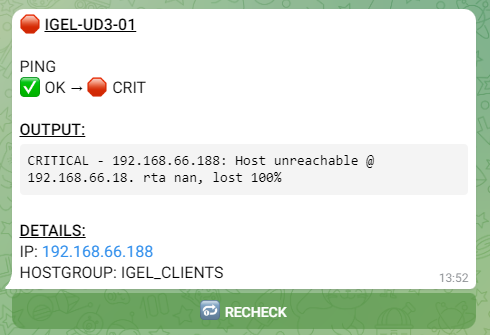 IGEL-UD3-01
PING
OK → CRIT
OUTPUT:
CRITICAL - 192.168.66.188: Host unreachable @
192.168.66.18. rta nan, lost 100%
DETAILS:
IP: 192.168.66.188
HOSTGROUP: IGEL_CLIENTS
13:52
RECHECK